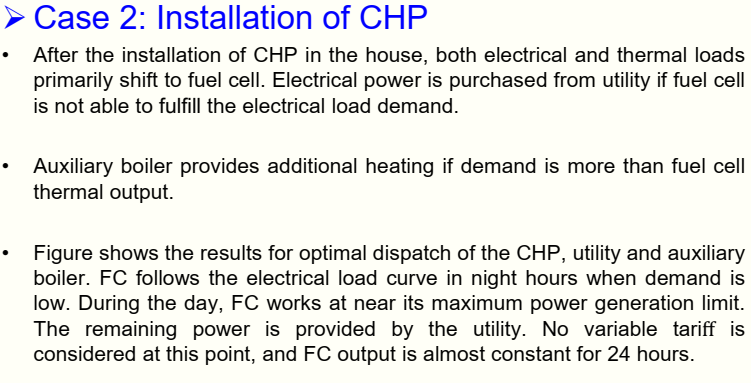 ➢ Case 2: Installation of CHP
• After the installation of CHP in the house, both electrical and thermal loads
primarily shift to fuel cell. Electrical power is purchased from utility if fuel cell
is not able to fulfill the electrical load demand.
• Auxiliary boiler provides additional heating if demand is more than fuel cell
thermal output.
• Figure shows the results for optimal dispatch of the CHP, utility and auxiliary
boiler. FC follows the electrical load curve in night hours when demand is
low. During the day, FC works at near its maximum power generation limit.
The remaining power is provided by the utility. No variable tariff is
considered at this point, and FC output is almost constant for 24 hours.